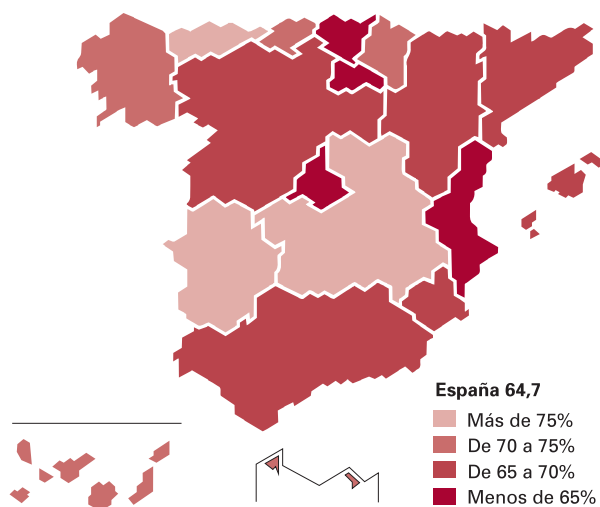 España 64,7
Más de 75%
De 70 a 75%
De 65 a 70%
Menos de 65%